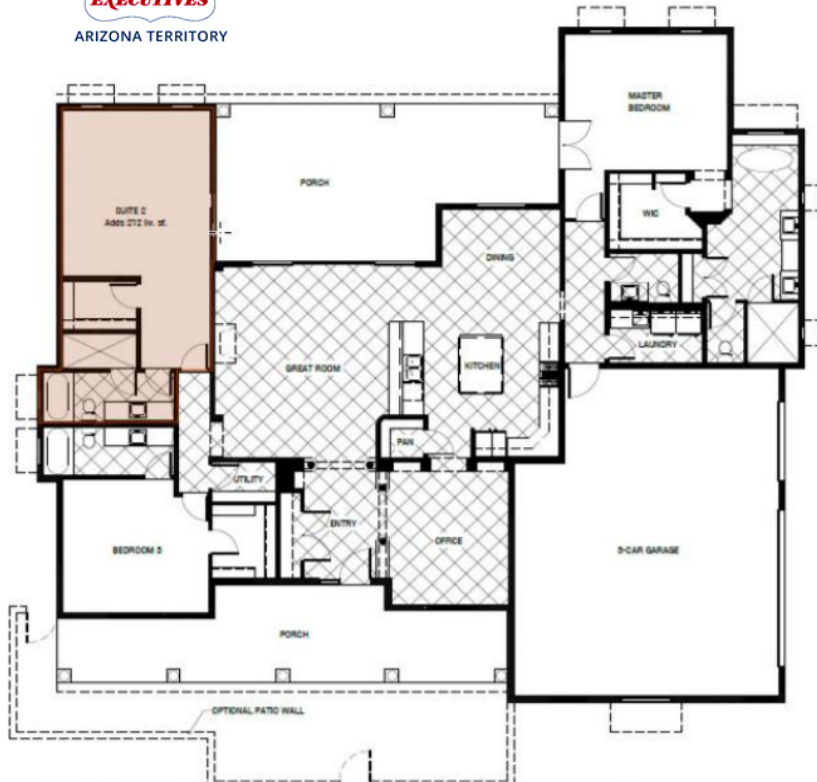 EXECUTIVES
ARIZONA TERRITORY
MASTER
BEDROOM
PORCH
SUITE 2
Adds 212 liv. sf.
WIC
DINING
GREAT ROOM
KITCHEN
LAUNDRY
PAN
UTILITY
ENTRY
OFFICE
BEDROOM 3
3-CAR GARAGE
PORCH
OPTIONAL PATIO WALL